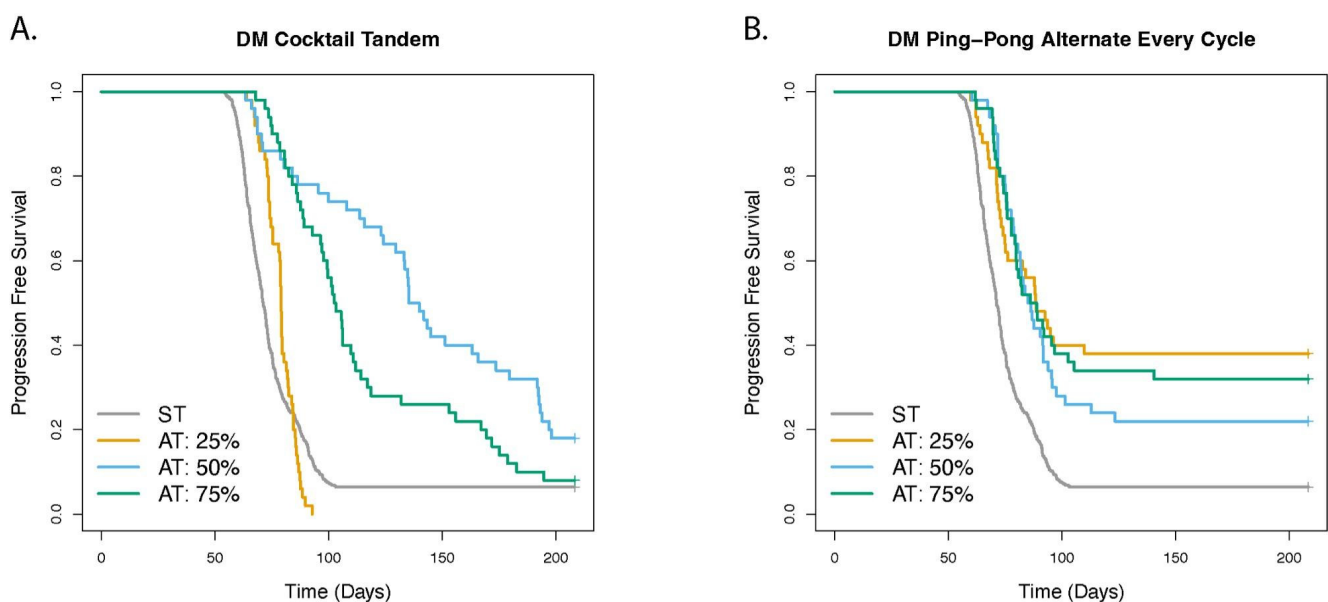 A.
DM Cocktail Tandem
Progression Free Survival
1.0
0.8
0.6
0.4
0.2
0.0
ST
AT: 25%
AT: 50%
AT: 75%
0
50
100
150
200
Time (Days)
B.
DM Ping-Pong Alternate Every Cycle
Progression Free Survival
1.0
0.8
0.6
0.4
0.2
0.0
ST
AT: 25%
AT: 50%
AT: 75%
0
50
100
150
200
Time (Days)